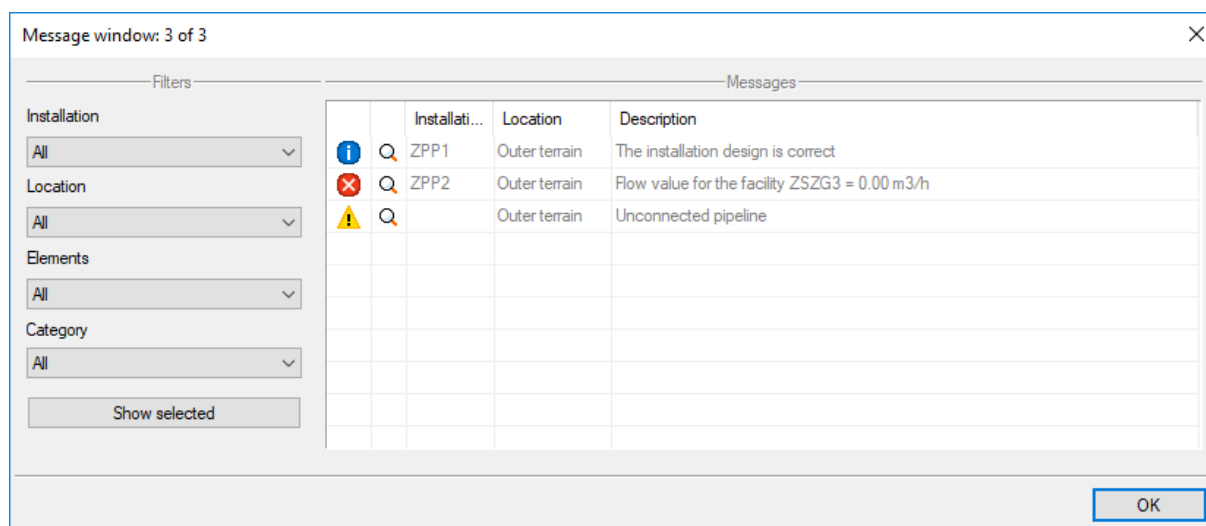 Message window: 3 of 3
Filters
Messages
Installation
All
Location
All
Elements
All
Category
All
Show selected
Installati... Location Description
ZPP1 Outer terrain The installation design is correct
ZPP2 Outer terrain Flow value for the facility ZSZG3 = 0.00 m3/h
Outer terrain Unconnected pipeline
OK